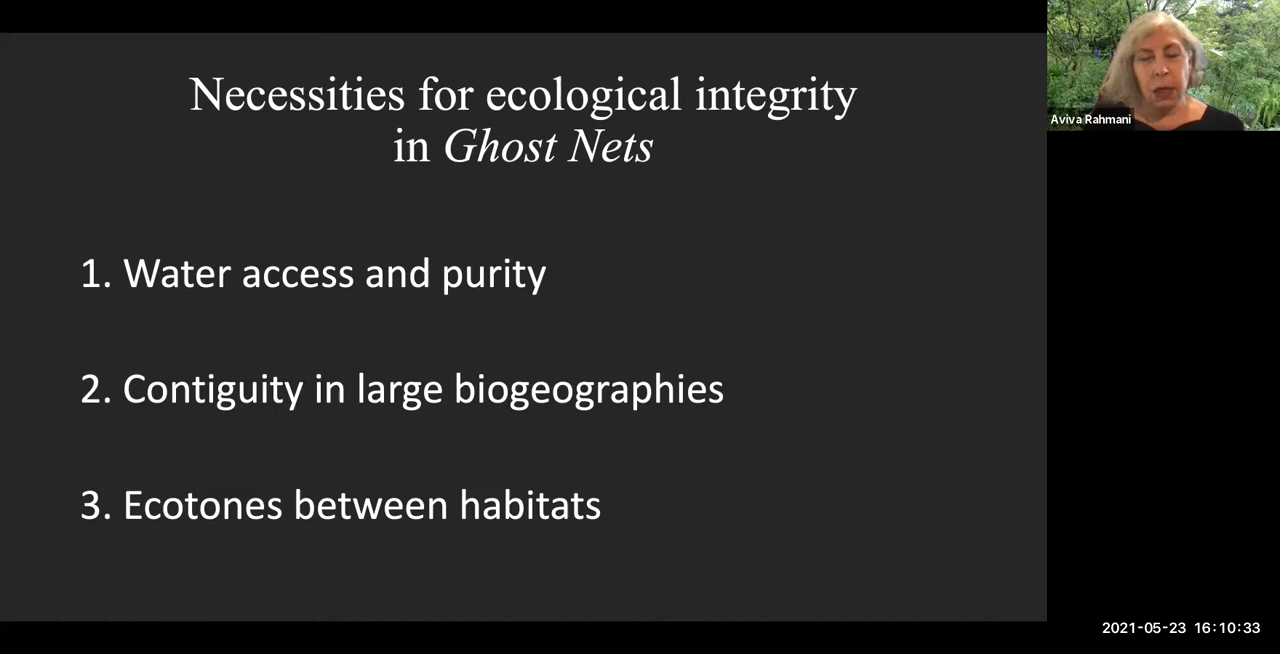 Necessities for ecological integrity
in Ghost Nets
1. Water access and purity
2. Contiguity in large biogeographies
3. Ecotones between habitats
Aviva Rahmani
2021-05-23 16:10:33